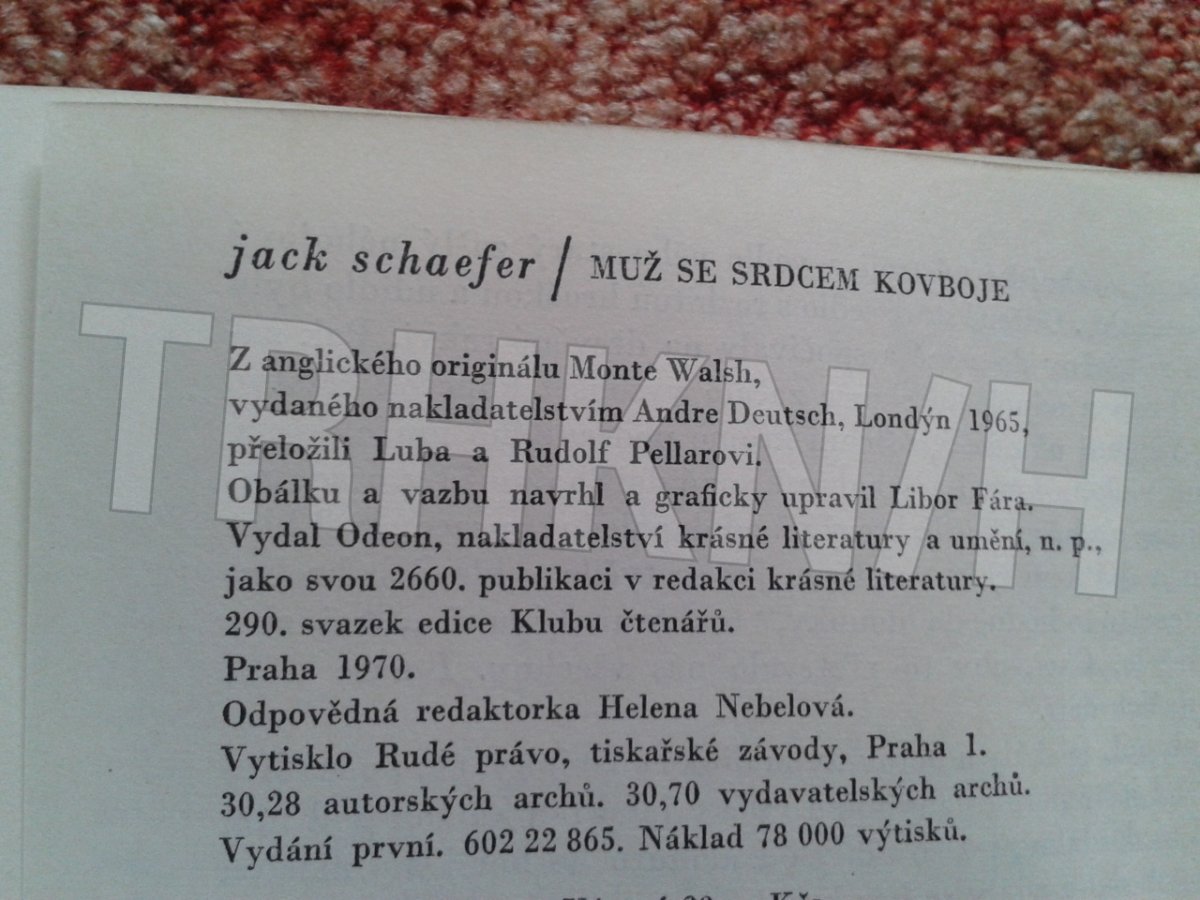 jack schaefer / MUŽ SE SRDCEM KOVBOJE
Z anglického originálu Monte Walsh,
vydaného nakladatelstvím Andre Deutsch, Londýn 1965,
přeložili Luba a Rudolf Pellarovi.
Obálku a vazbu navrhl a graficky upravil Libor Fára.
Vydal Odeon, nakladatelství krásné literatury a umění, n. p.,
jako svou 2660. publikaci v redakci krásné literatury.
290. svazek edice Klubu čtenářů.
Praha 1970.
Odpovědná redaktorka Helena Nebelová.
Vytisklo Rudé právo, tiskařské závody, Praha 1.
30,28 autorských archů. 30,70 vydavatelských archů.
Vydání první. 602 22 865. Náklad 78 000 výtisků.
TRHKNIH